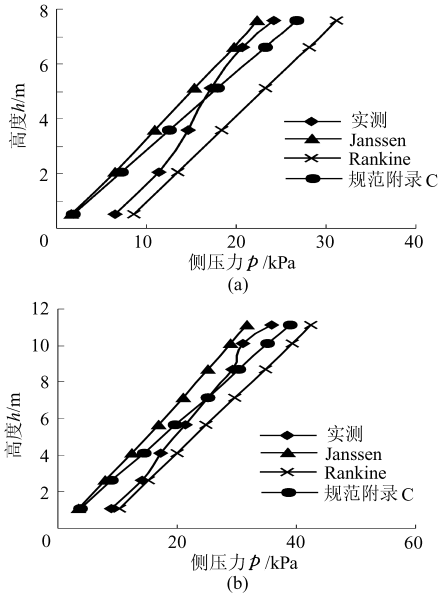 8
6
4
2
0
高度h/m
10
20
30
40
侧压力p/kPa
实测
Janssen
Rankine
规范附录C
(a)
12
10
8
6
4
2
0
高度h/m
20
40
60
侧压力p/kPa
实测
Janssen
Rankine
规范附录C
(b)